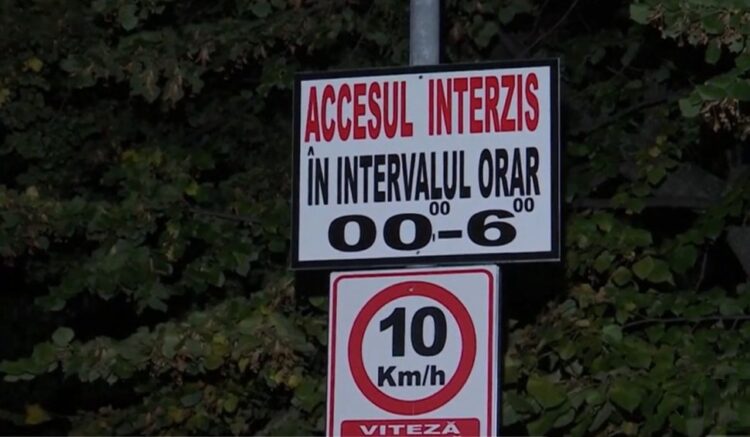 ACCESUL INTERZIS
ÎN INTERVALUL ORAR
00⁰⁰-6⁰⁰
10
Km/h
VITEZĂ